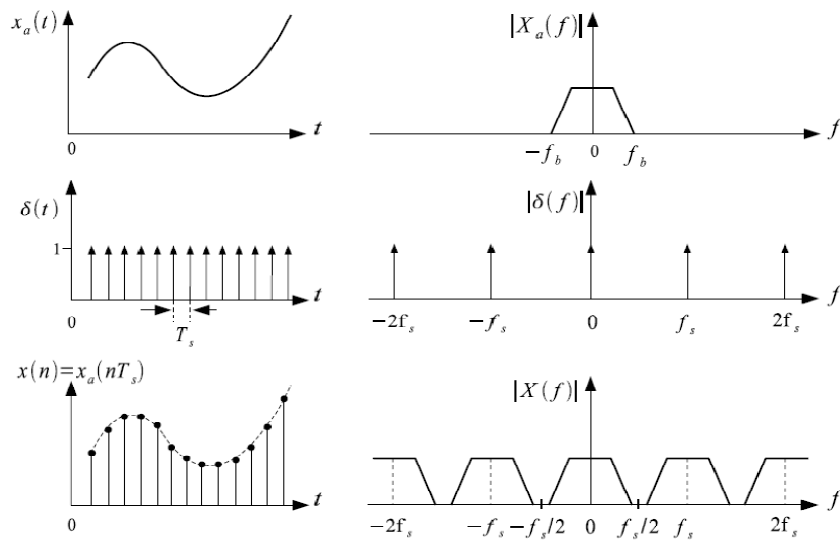 x_a(t)
t
0
|X_a(f)|
f
−f_b
0
f_b
δ(t)
1
t
0
T_s
|δ(f)|
f
−2f_s
−f_s
0
f_s
2f_s
x(n)=x_a(nT_s)
t
0
|X(f)|
f
−2f_s
−f_s
−f_s/2
0
f_s/2
f_s
2f_s